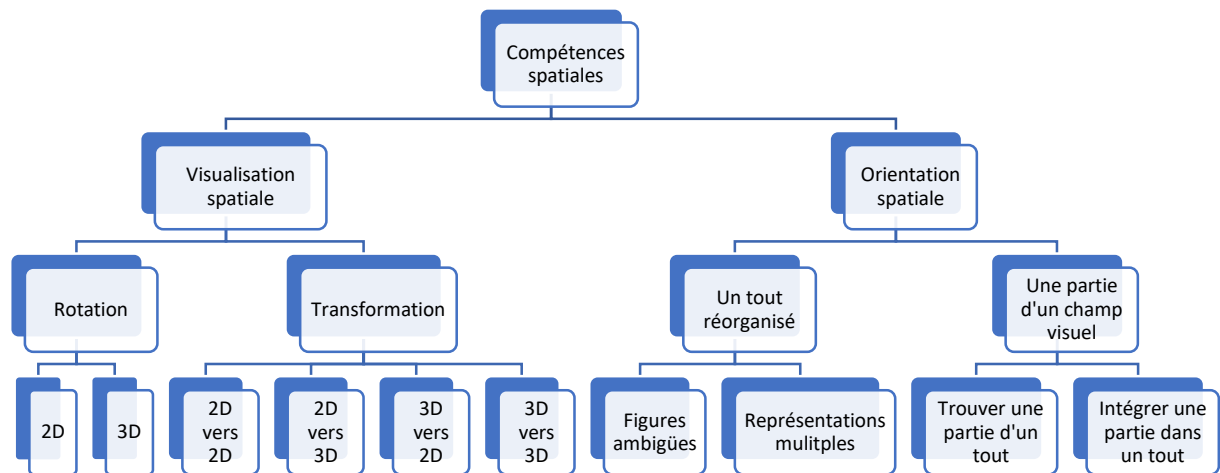 Compétences
spatiales
Visualisation
spatiale
Orientation
spatiale
Rotation
Transformation
Un tout
réorganisé
Une partie
d'un champ
visuel
2D
3D
2D
vers
2D
2D
vers
3D
3D
vers
2D
3D
vers
3D
Figures
ambigües
Représentations
mulitples
Trouver une
partie d'un
tout
Intégrer une
partie dans
un tout